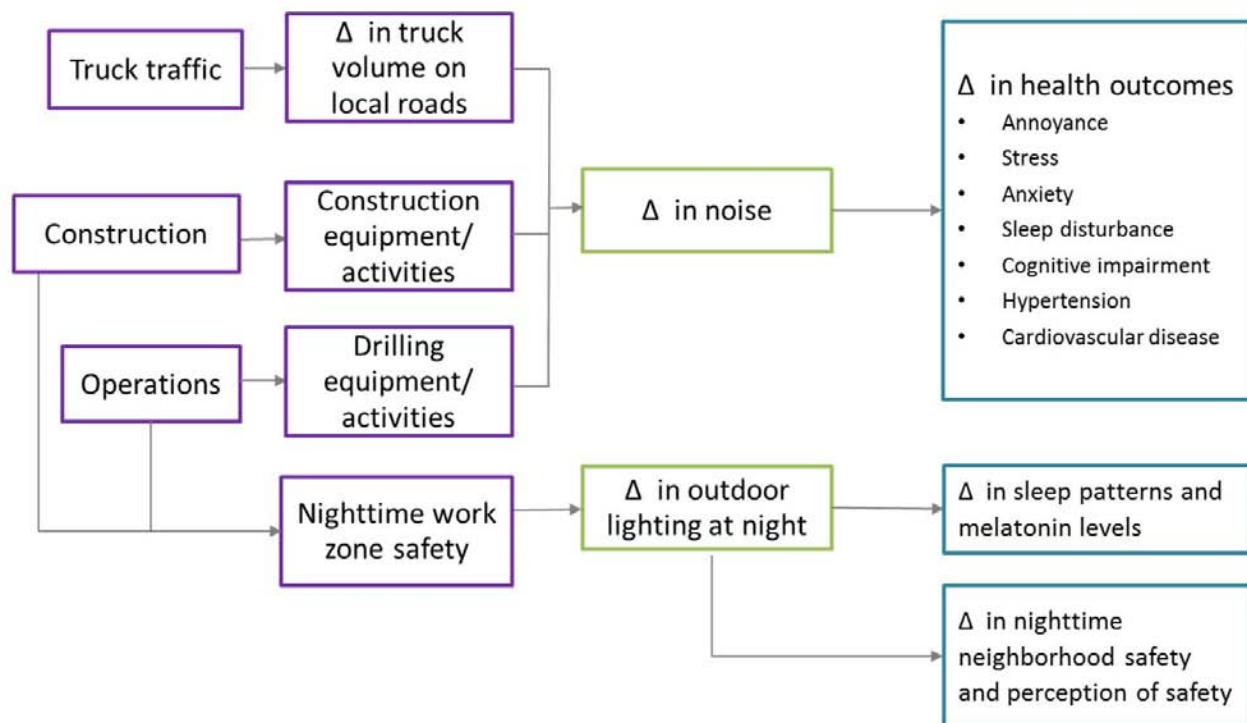 Truck traffic
Δ in truck
volume on
local roads
Construction
Construction
equipment/
activities
Operations
Drilling
equipment/
activities
Nighttime work
zone safety
Δ in noise
Δ in outdoor
lighting at night
Δ in health outcomes
• Annoyance
• Stress
• Anxiety
• Sleep disturbance
• Cognitive impairment
• Hypertension
• Cardiovascular disease
Δ in sleep patterns and
melatonin levels
Δ in nighttime
neighborhood safety
and perception of safety